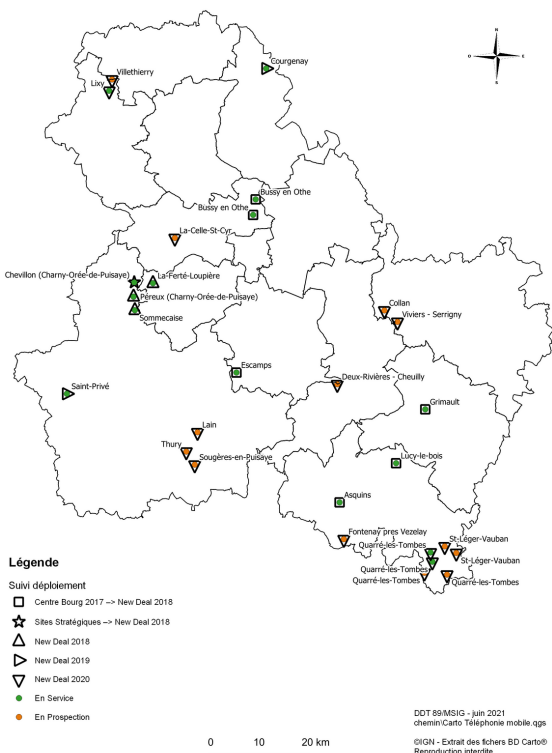 Courgenay
N
O
E
S
Villethierry
Lixy
Bussy en Othe
Bussy en Othe
La-Celle-St-Cyr
Chevillon (Charny-Orée-de-Puisaye)
La-Ferté-Loupière
Péreux (Charny-Orée-de-Puisaye)
Sommecaise
Collan
Viviers - Serrigny
Escamps
Deux-Rivières - Cheuilly
Saint-Privé
Grimault
Lain
Thury
Sougères-en-Puisaye
Lucy-le-bois
Asquins
Fontenay pres Vezelay
St-Léger-Vauban
Quarré-les-Tombes
St-Léger-Vauban
Quarré-les-Tombes
Quarré-les-Tombes
Quarré-les-Tombes
Légende
Suivi déploiement
Centre Bourg 2017 --> New Deal 2018
Sites Stratégiques --> New Deal 2018
New Deal 2018
New Deal 2019
New Deal 2020
En Service
En Prospection
0 10 20 km
DDT 89/MSIG - juin 2021
chemin\Carto Téléphonie mobile.qgs
©IGN - Extrait des fichers BD Carto®
Reproduction interdite